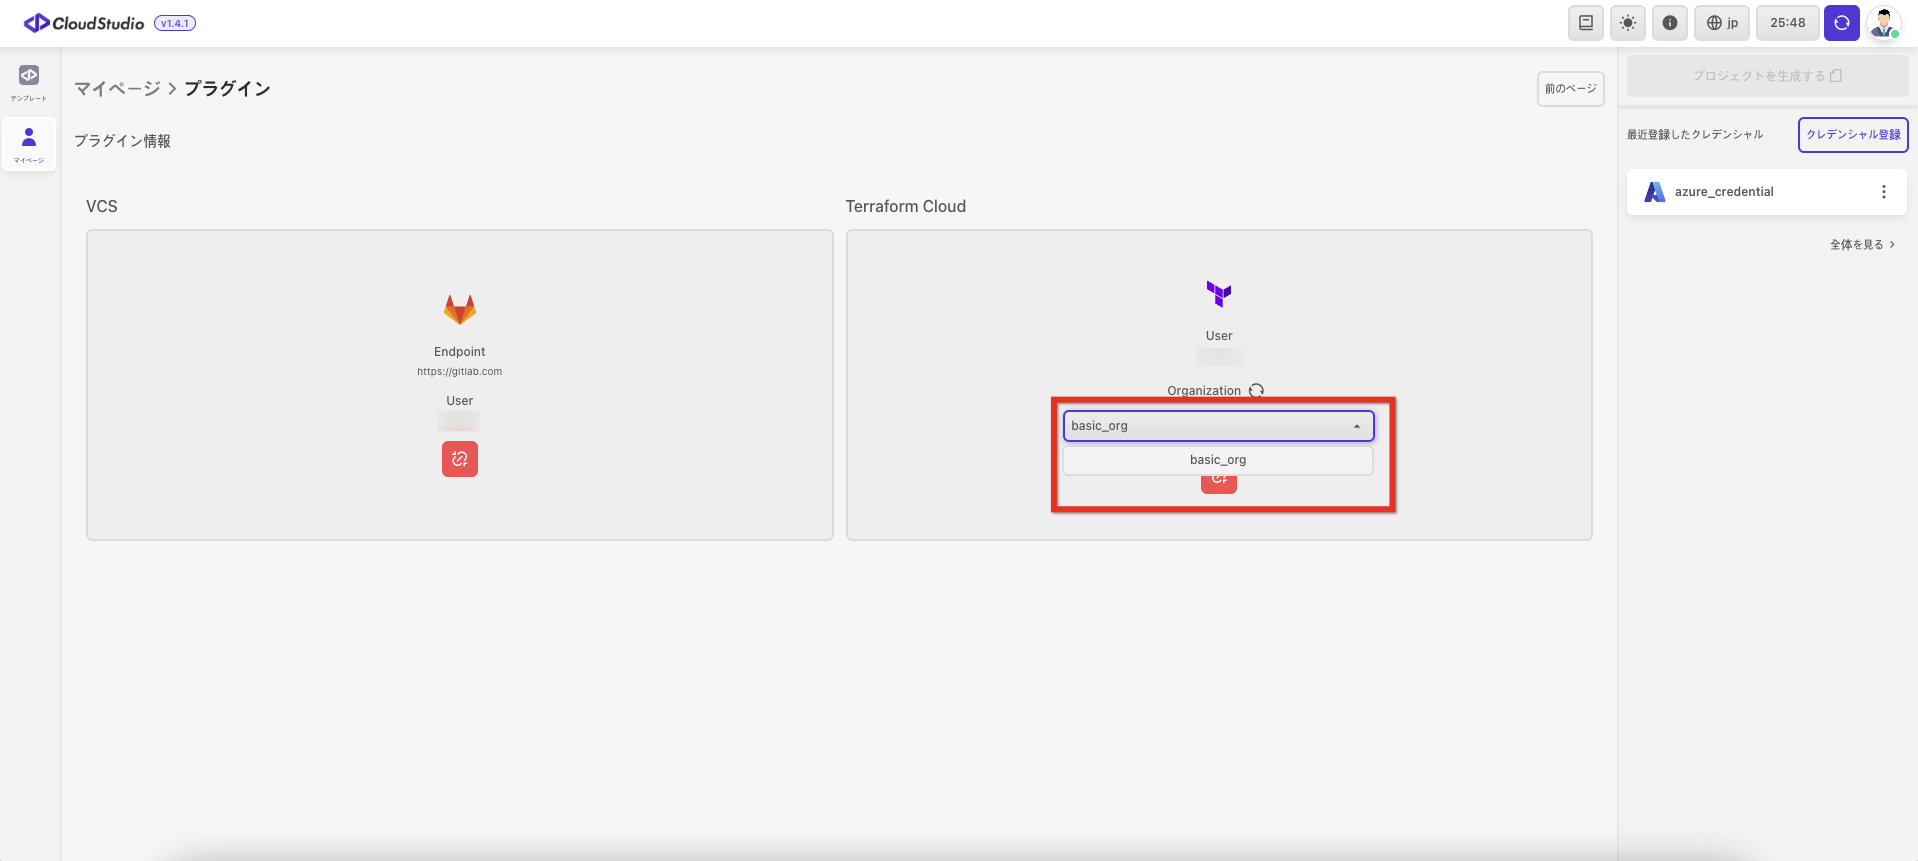 CloudStudio v1.4.1
jp
25:48
テンプレート
マイページ
マイページ > プラグイン
前のページ
プラグイン情報
VCS
Endpoint
https://gitlab.com
User
Terraform Cloud
User
Organization
basic_org
basic_org
プロジェクトを生成する
最近登録したクレデンシャル
クレデンシャル登録
azure_credential
全体を見る >